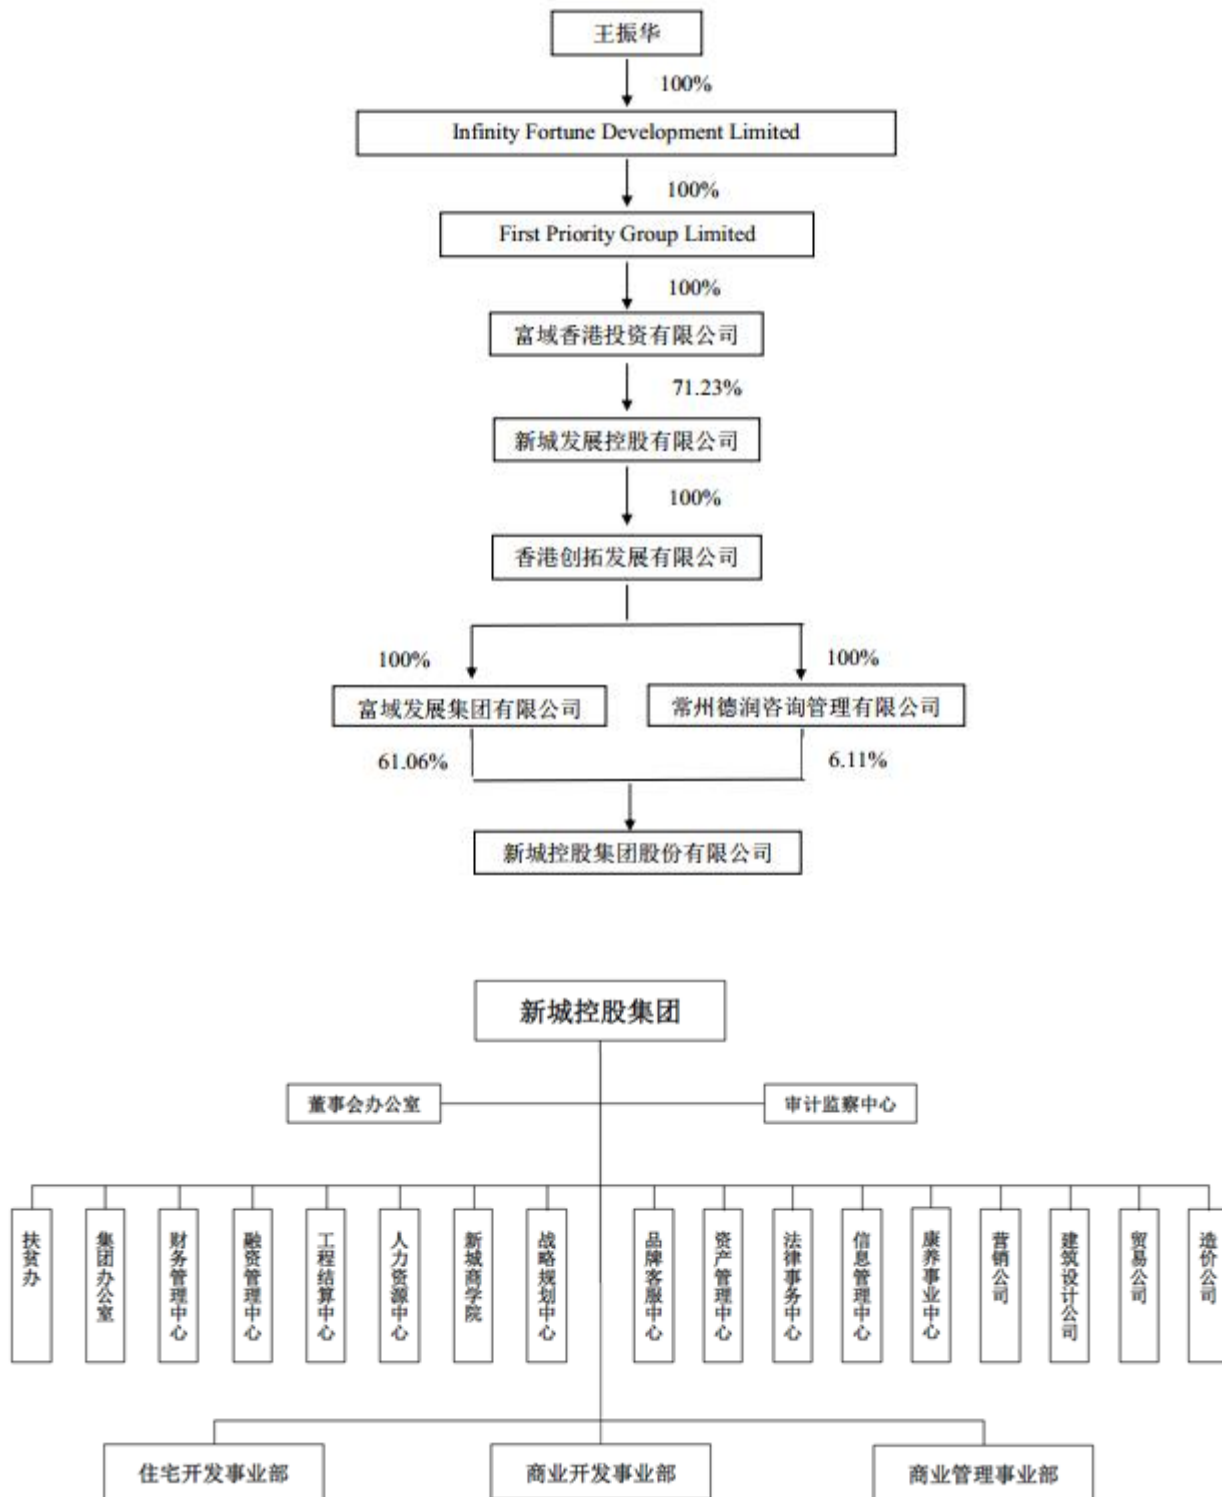 王振华
100%
Infinity Fortune Development Limited
100%
First Priority Group Limited
100%
富域香港投资有限公司
71.23%
新城发展控股有限公司
100%
香港创拓发展有限公司
100%
100%
富域发展集团有限公司
常州德润咨询管理有限公司
61.06%
6.11%
新城控股集团股份有限公司
新城控股集团
董事会办公室
审计监察中心
扶贫办
集团办公室
财务管理中心
融资管理中心
工程结算中心
人力资源中心
新城商学院
战略规划中心
品牌客服中心
资产管理中心
法律事务中心
信息管理中心
康养事业中心
营销公司
建筑设计公司
贸易公司
造价公司
住宅开发事业部
商业开发事业部
商业管理事业部